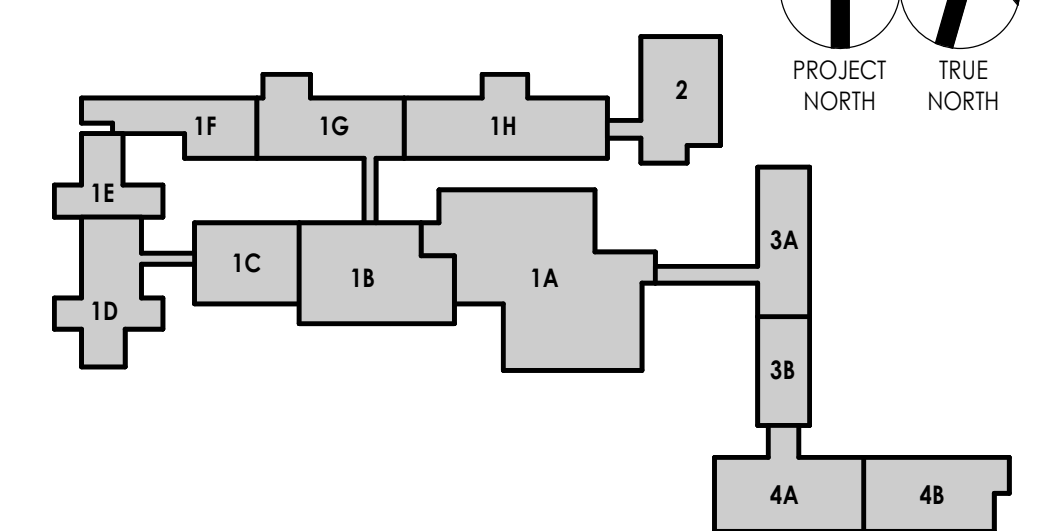 PROJECT
NORTH
TRUE
NORTH
2
1F
1G
1H
1E
3A
1C
1B
1A
1D
3B
4A
4B